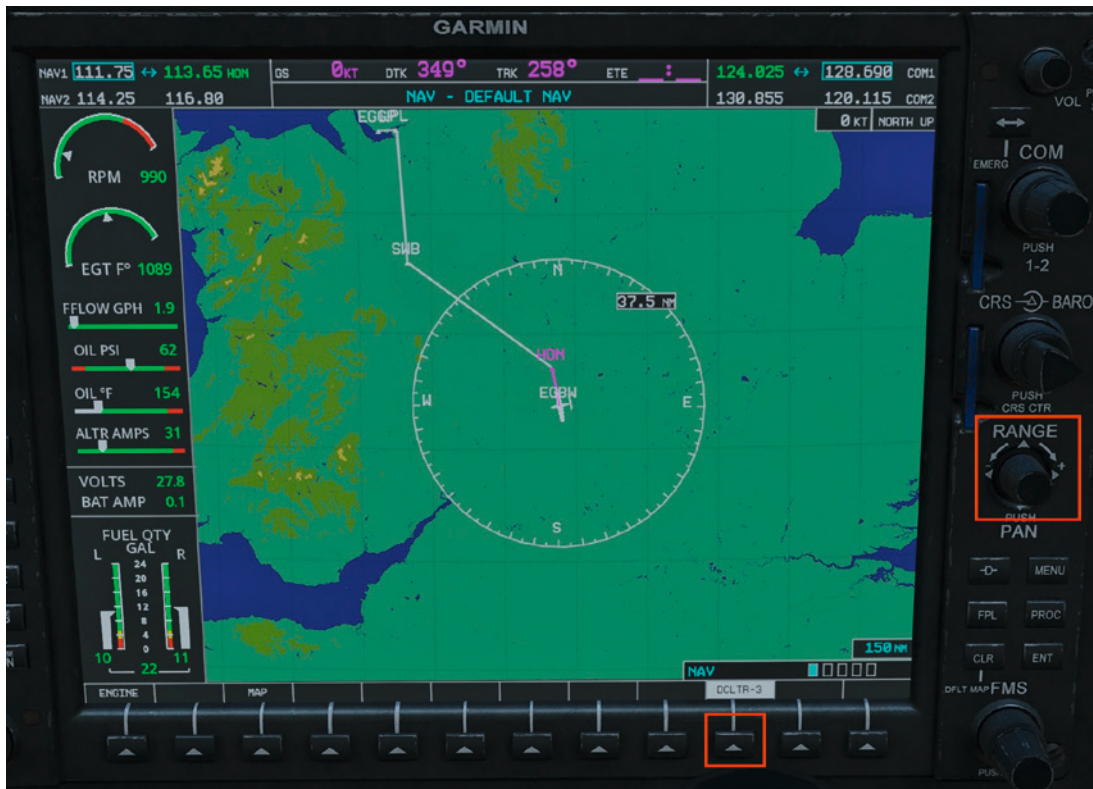 GARMIN
NAV1 111.75 ↔ 113.65 HON GS 0KT DTK 349° TRK 258° ETE __:__ 124.025 ↔ 128.690 COM1
NAV2 114.25 116.80 NAV - DEFAULT NAV 130.855 120.115 COM2
VOL
0 KT NORTH UP
EMERG COM
RPM 990
PUSH
1-2
SWB
N
EGT F° 1089
37.5 NM
CRS BARO
FFLOW GPH 1.9
OIL PSI 62
HON
EGBW
W E
OIL °F 154
PUSH
CRS CTR
ALTR AMPS 31
RANGE
- +
VOLTS 27.8
BAT AMP 0.1
PUSH
PAN
S
FUEL QTY
GAL
L R
24
20
16
12
8
4
0
10 11
22
-D- MENU
FPL PROC
CLR ENT
DFLT MAP FMS
150 NM
NAV
ENGINE MAP DCLTR-3